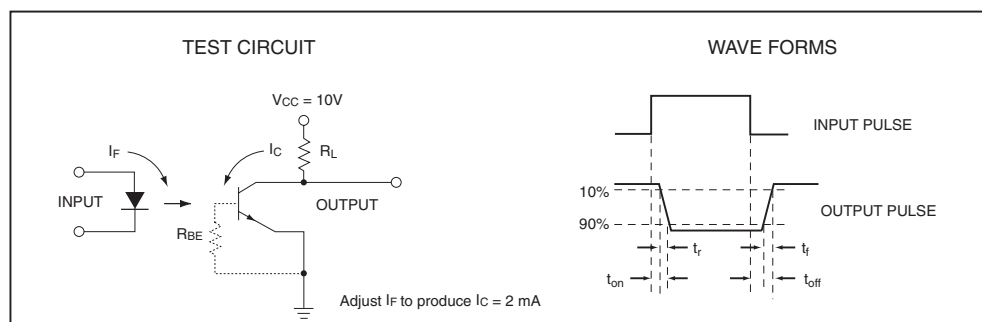 TEST CIRCUIT
WAVE FORMS
VCC = 10V
INPUT PULSE
IF
IC
RL
INPUT
OUTPUT
RBE
10%
90%
OUTPUT PULSE
tr
tf
ton
toff
Adjust IF to produce IC = 2 mA